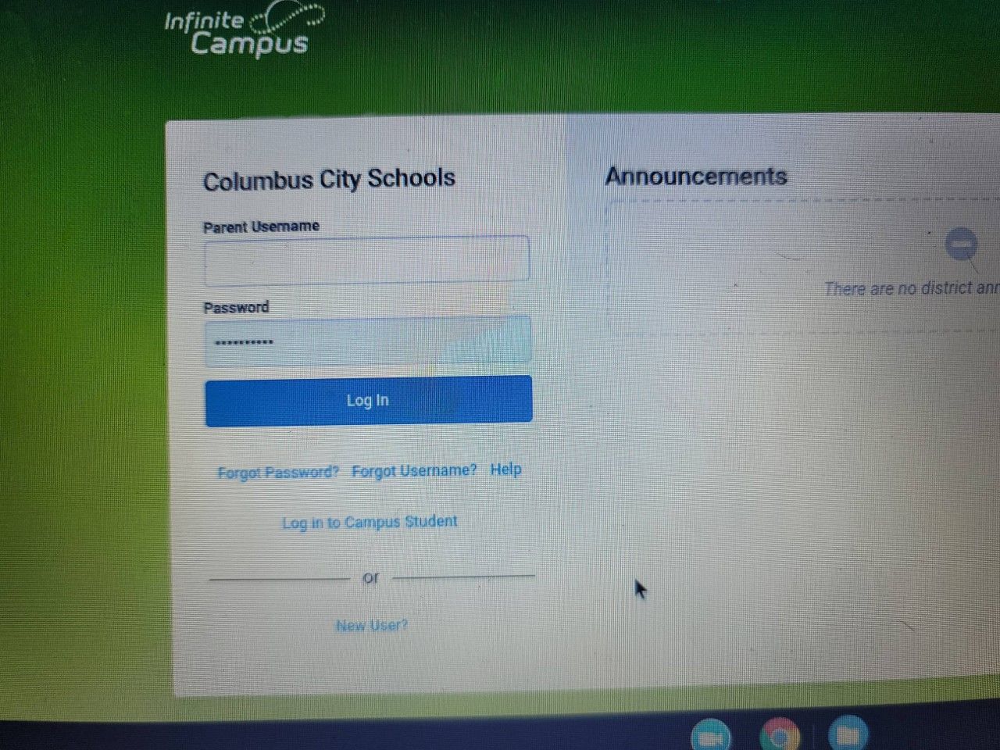 Infinite
Campus
Columbus City Schools
Parent Username
Password
••••••••••
Log In
Forgot Password? Forgot Username? Help
Log in to Campus Student
or
New User?
Announcements
There are no district